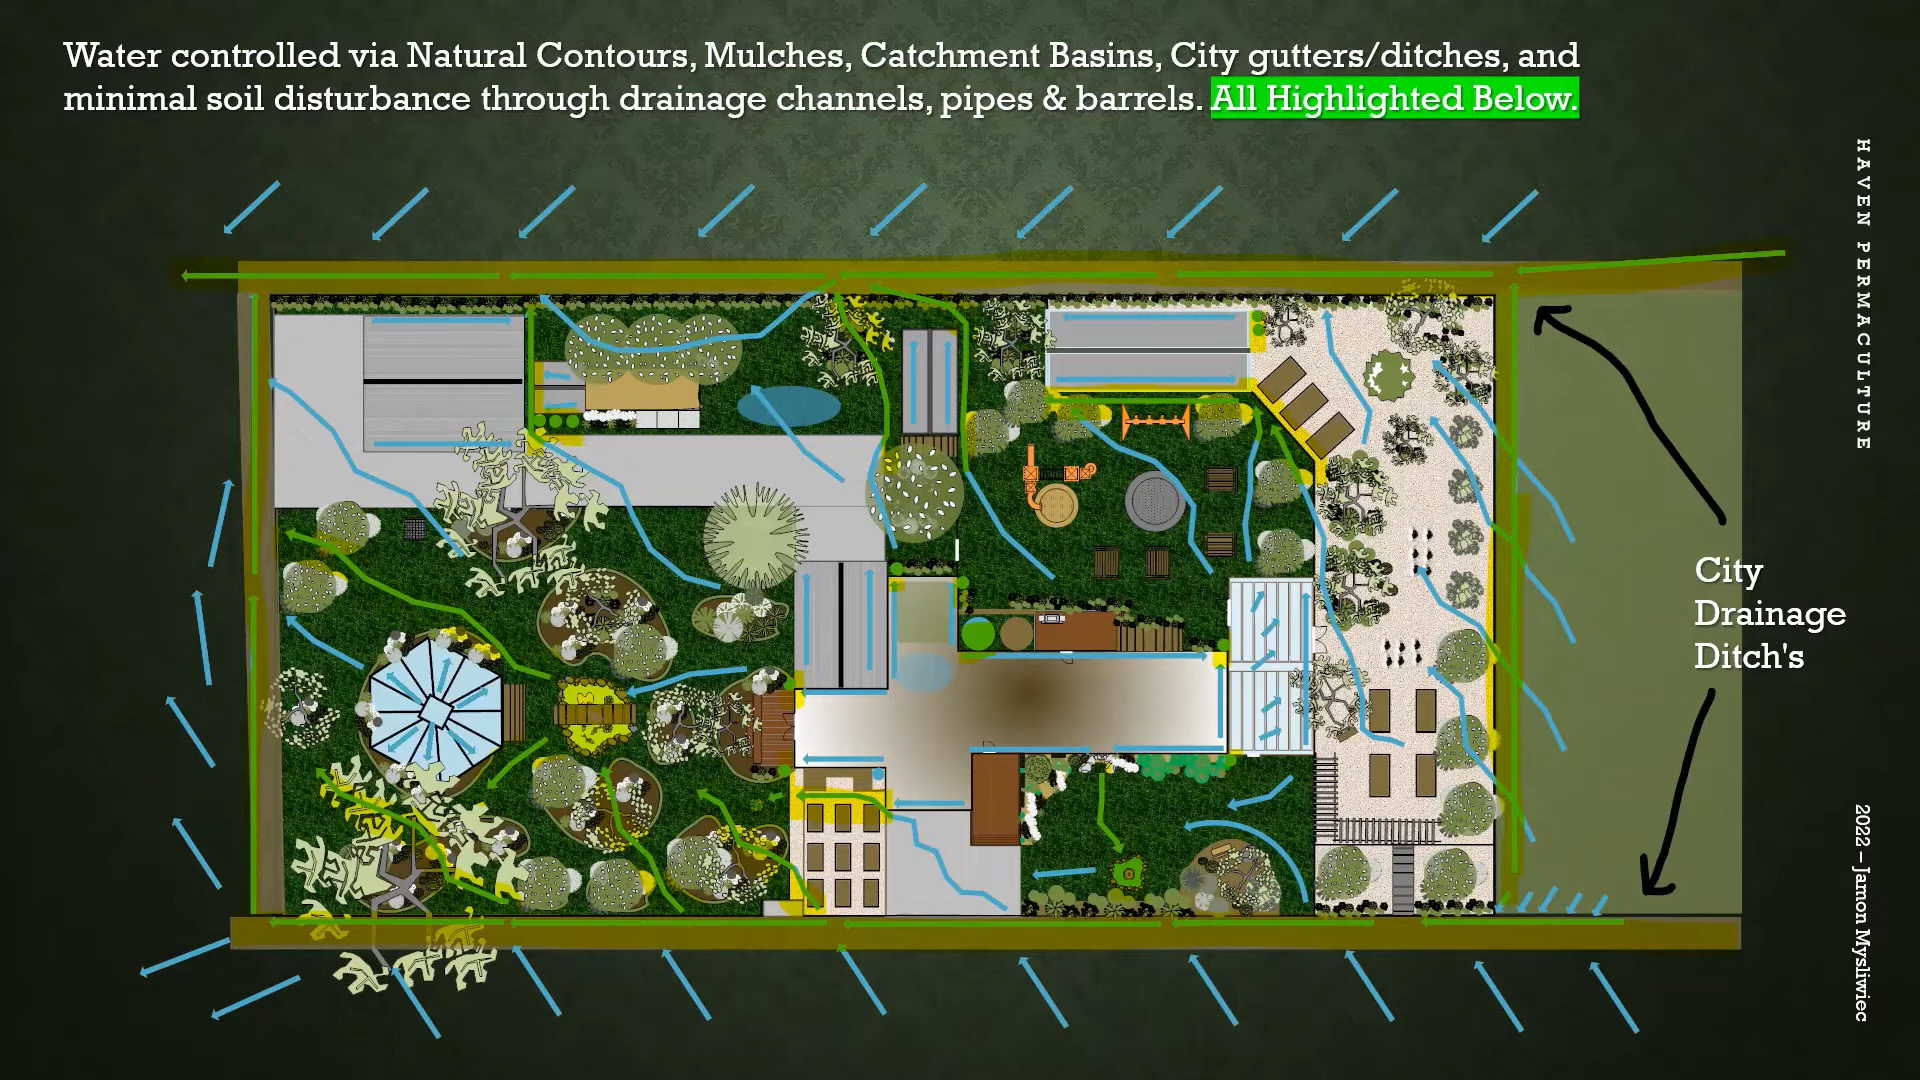 Water controlled via Natural Contours, Mulches, Catchment Basins, City gutters/ditches, and
minimal soil disturbance through drainage channels, pipes & barrels. All Highlighted Below.
HAVEN PERMACULTURE
City
Drainage
Ditch's
2022 – Jamon Mysliwiec